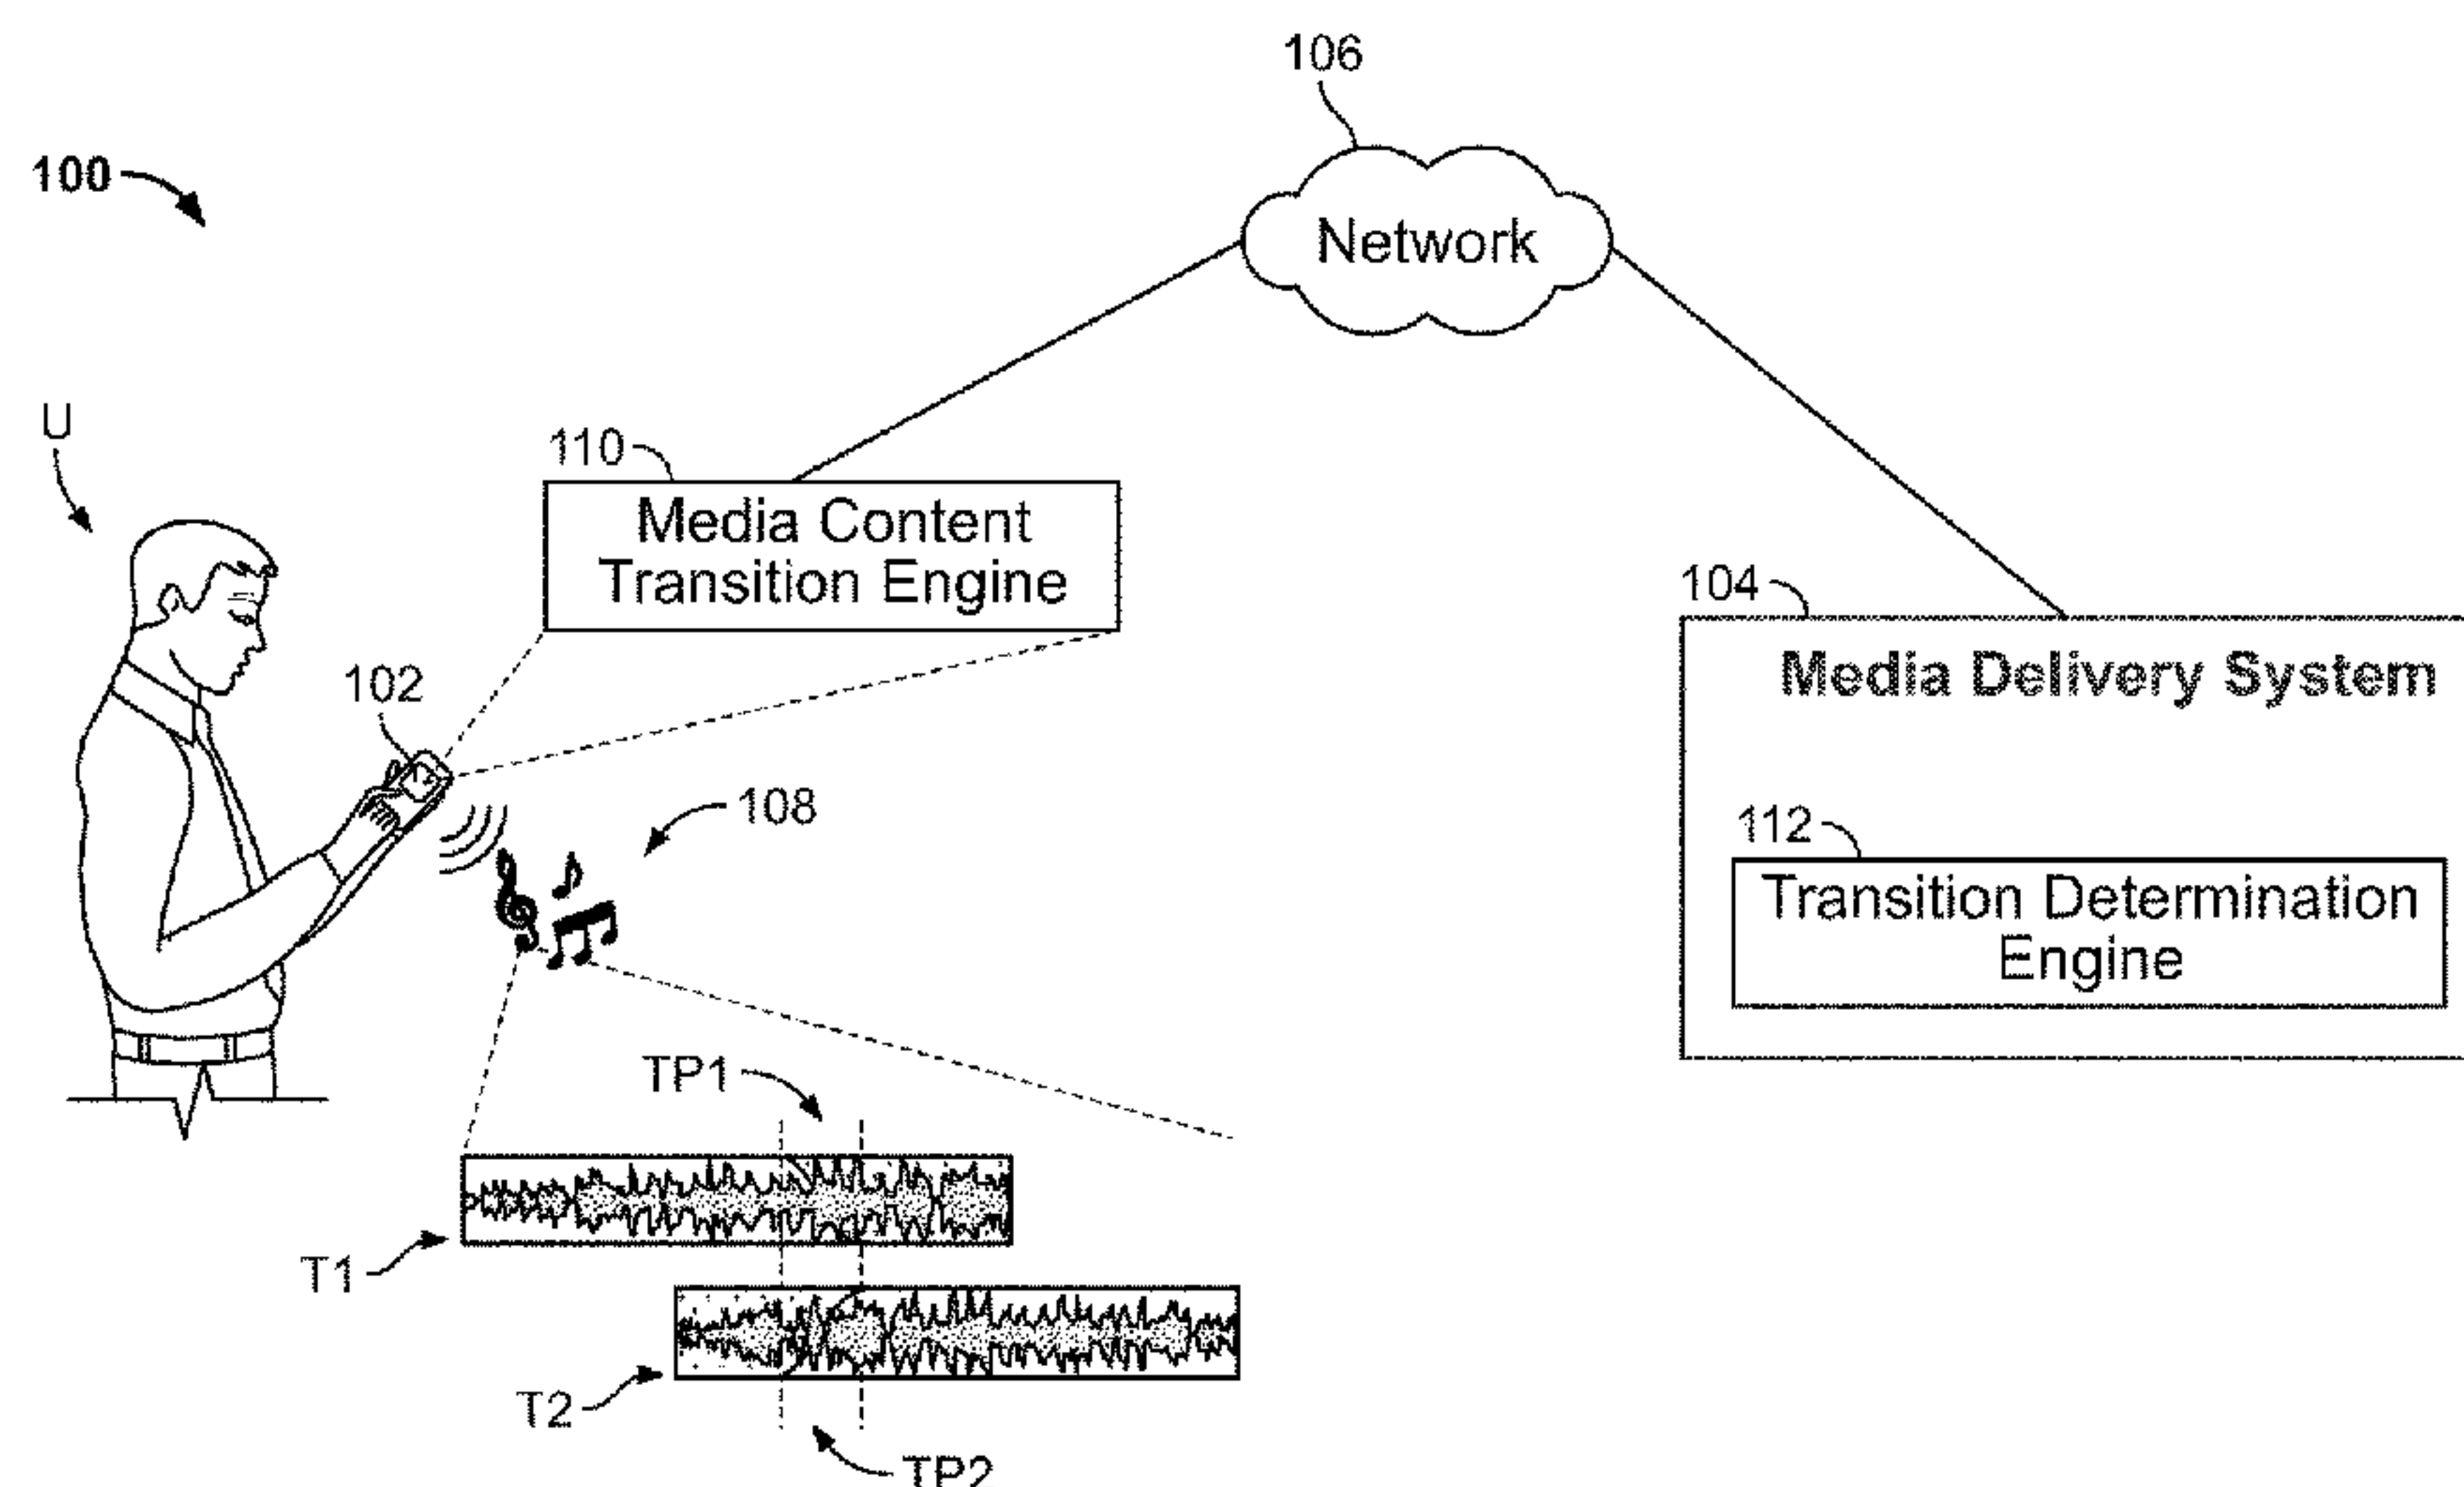 106
100
Network
U
110
Media Content
Transition Engine
104
Media Delivery System
102
108
112
Transition Determination
Engine
TP1
T1
T2
TP2